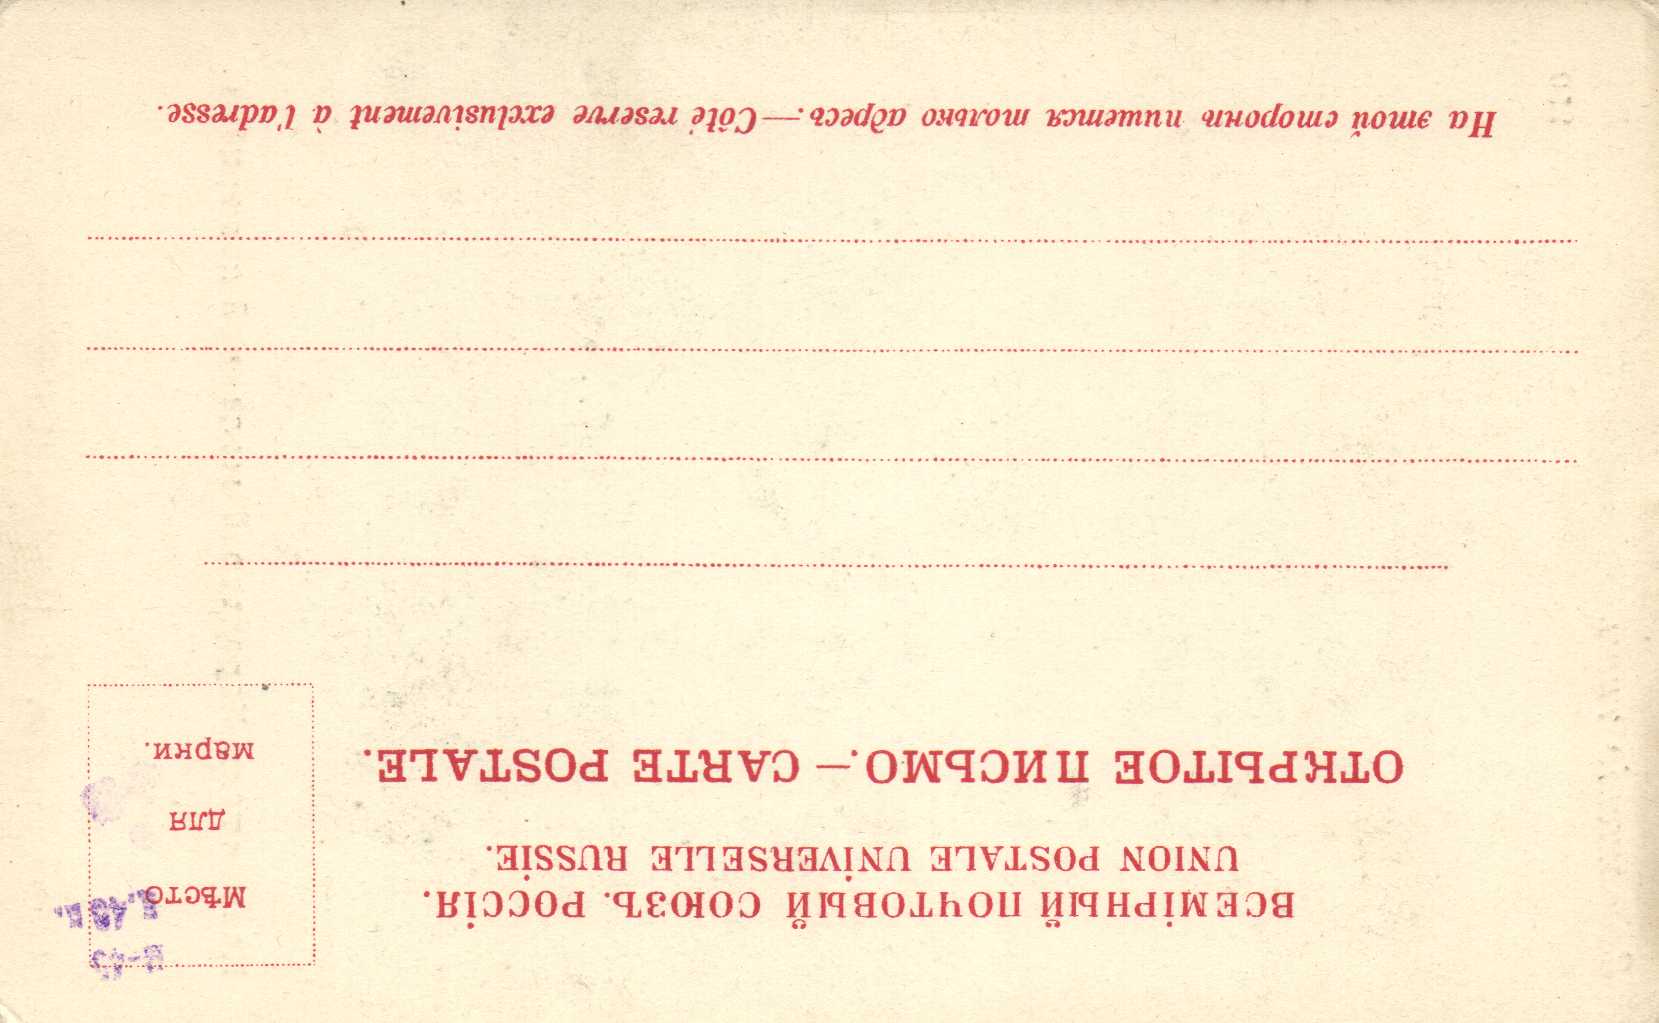 ВСЕМІРНЫЙ ПОЧТОВЫЙ СОЮЗЪ. РОССІЯ.
UNION POSTALE UNIVERSELLE RUSSIE.
ОТКРЫТОЕ ПИСЬМО. — CARTE POSTALE.
Мѣсто
для
марки.
На этой сторонѣ пишется только адресъ. — Côté reservé exclusivement à l'adresse.